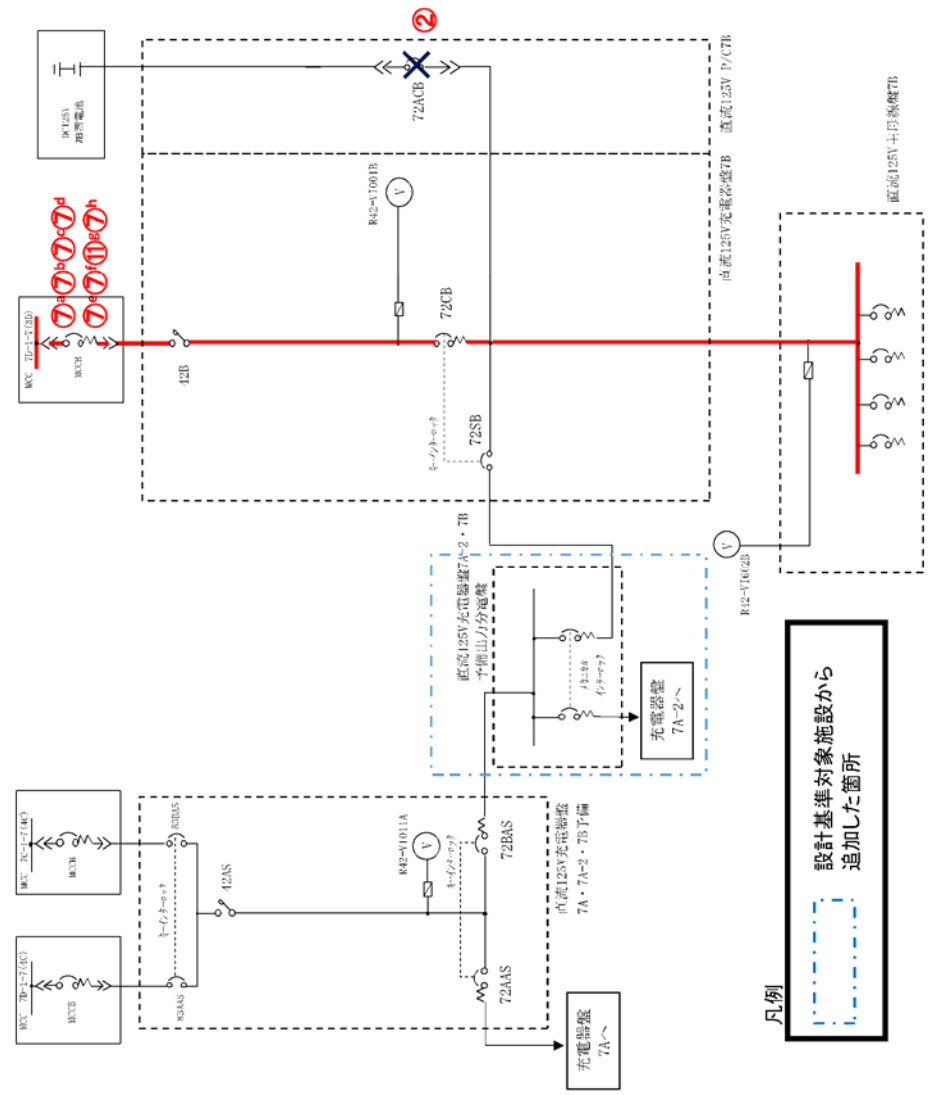 DC125V
7B蓄電池
②
72ACB
直流125V P/C7B
⑦a⑦b⑦c⑦d
⑦e⑦f⑪g⑦h
MCC 7D-1-7(3D)
MCCB
42B
R42-VI001B
V
72CB
キーインターロック
72SB
直流125V充電器盤7B
直流125V主母線盤7B
V
R42-VI602B
直流125V充電器盤7A-2・7B
予備出力分電盤
メカニカル
インターロック
充電器盤
7A-2へ
MCC 7C-1-7(4C)
MCCB
MCC 7D-1-7(4C)
MCCB
83BAS
キーインターロック
83AAS
42AS
R42-VI011A
V
キーインターロック
72BAS
72AAS
直流125V充電器盤
7A・7A-2・7B予備
充電器盤
7Aへ
凡例
設計基準対象施設から
追加した箇所